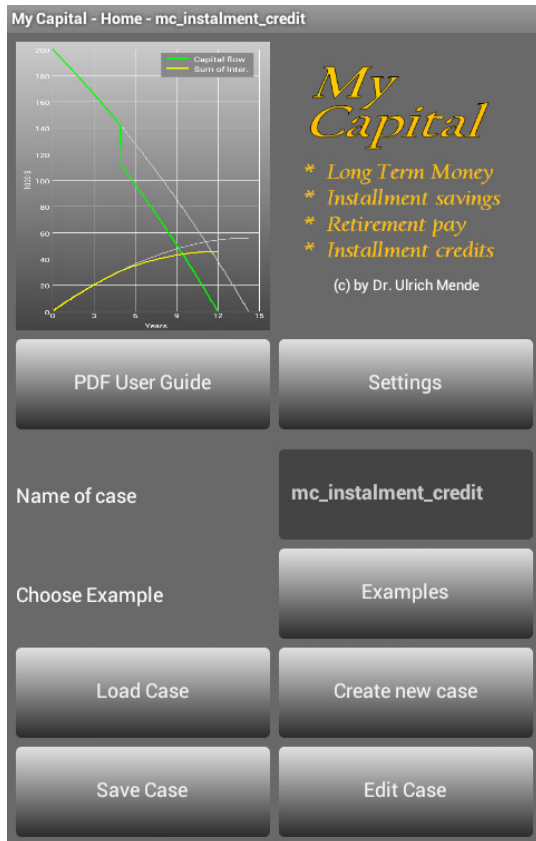 My Capital - Home - mc_instalment_credit
200
180
160
140
120
100
80
60
40
20
0
Capital flow
Sum of Inter.
0
3
6
9
12
15
Years
My
Capital
* Long Term Money
* Installment savings
* Retirement pay
* Installment credits
(c) by Dr. Ulrich Mende
PDF User Guide
Settings
Name of case
mc_instalment_credit
Choose Example
Examples
Load Case
Create new case
Save Case
Edit Case